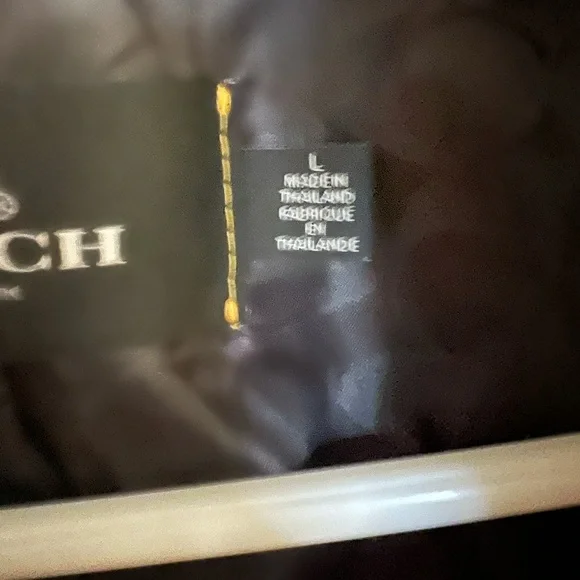 CH
L
MADE IN
THAILAND
FABRIQUE
EN
THAILANDE